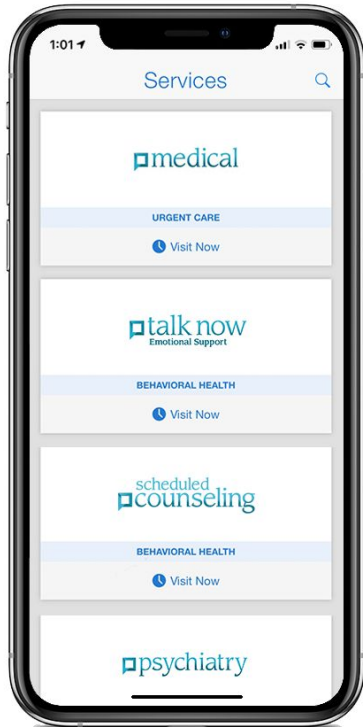 1:01
Services
medical
URGENT CARE
Visit Now
talk now
Emotional Support
BEHAVIORAL HEALTH
Visit Now
scheduled
counseling
BEHAVIORAL HEALTH
Visit Now
psychiatry